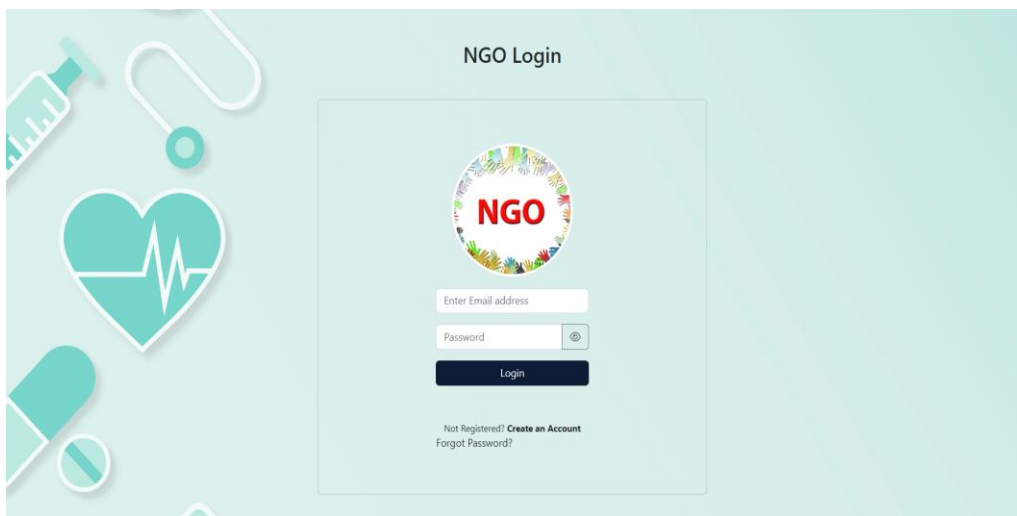 NGO Login
NGO
Enter Email address
Password
Login
Not Registered? Create an Account
Forgot Password?